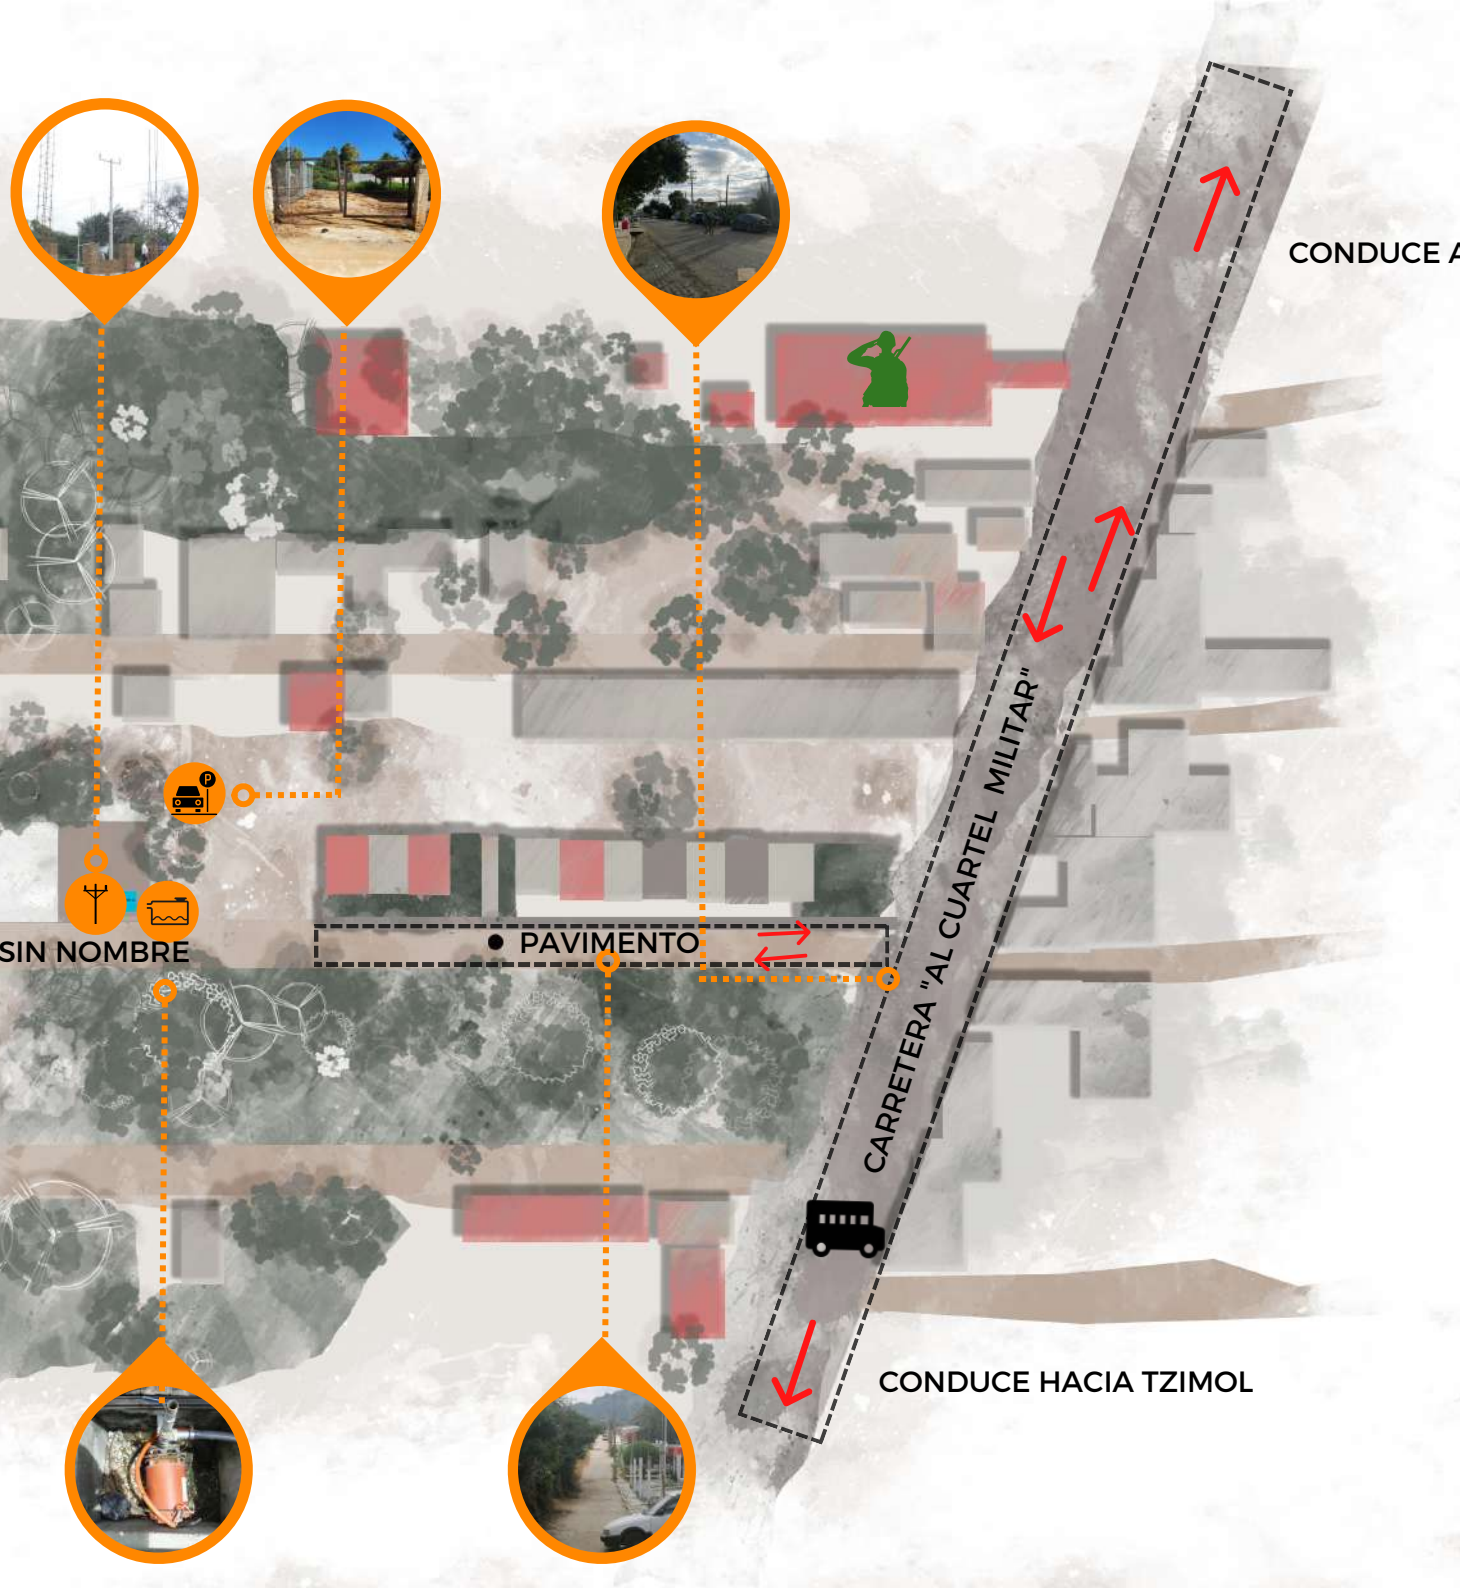 CONDUCE A
P
CARRETERA "AL CUARTEL MILITAR"
SIN NOMBRE
PAVIMENTO
CONDUCE HACIA TZIMOL